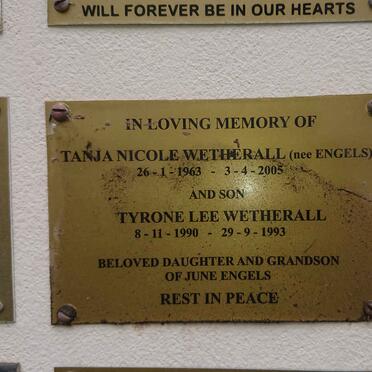 WILL FOREVER BE IN OUR HEARTS
IN LOVING MEMORY OF
TANJA NICOLE WETHERALL (nee ENGELS)
26 - 1 - 1963 - 3 - 4 - 2005
AND SON
TYRONE LEE WETHERALL
8 - 11 - 1990 - 29 - 9 - 1993
BELOVED DAUGHTER AND GRANDSON
OF JUNE ENGELS
REST IN PEACE